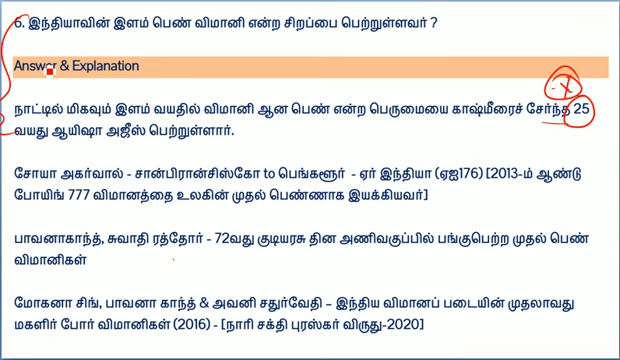 6. இந்தியாவின் இளம் பெண் விமானி என்ற சிறப்பை பெற்றுள்ளவர் ?
Answer & Explanation
நாட்டில் மிகவும் இளம் வயதில் விமானி ஆன பெண் என்ற பெருமையை காஷ்மீரைச் சேர்ந்த 25
வயது ஆயிஷா அஜீஸ் பெற்றுள்ளார்.
சோயா அகர்வால் - சான்பிரான்சிஸ்கோ to பெங்களூர் - ஏர் இந்தியா (ஏஐ176) [2013-ம் ஆண்டு
போயிங் 777 விமானத்தை உலகின் முதல் பெண்ணாக இயக்கியவர்]
பாவனாகாந்த், சுவாதி ரத்தோர் - 72வது குடியரசு தின அணிவகுப்பில் பங்குபெற்ற முதல் பெண்
விமானிகள்
மோகனா சிங், பாவனா காந்த் & அவனி சதுர்வேதி – இந்திய விமானப் படையின் முதலாவது
மகளிர் போர் விமானிகள் (2016) - [நாரி சக்தி புரஸ்கர் விருது-2020]